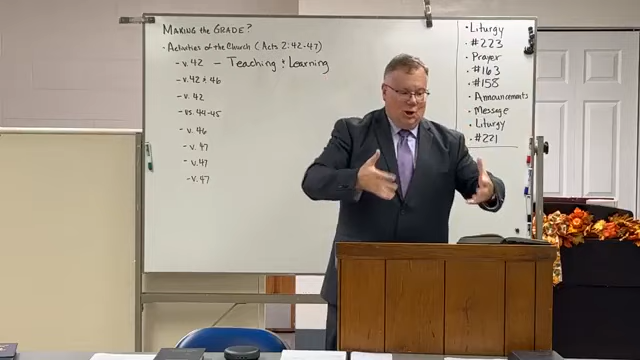 MAKING THE GRADE?
• Activities of the Church (Acts 2:42-47)
- v. 42 - Teaching & Learning
- v. 42 & 46
- v. 42
- vs. 44-45
- v. 46
- v. 47
- v. 47
- v. 47
• Liturgy
• #223
• Prayer
• #163
• #158
• Announcements
• Message
• Liturgy
• #221